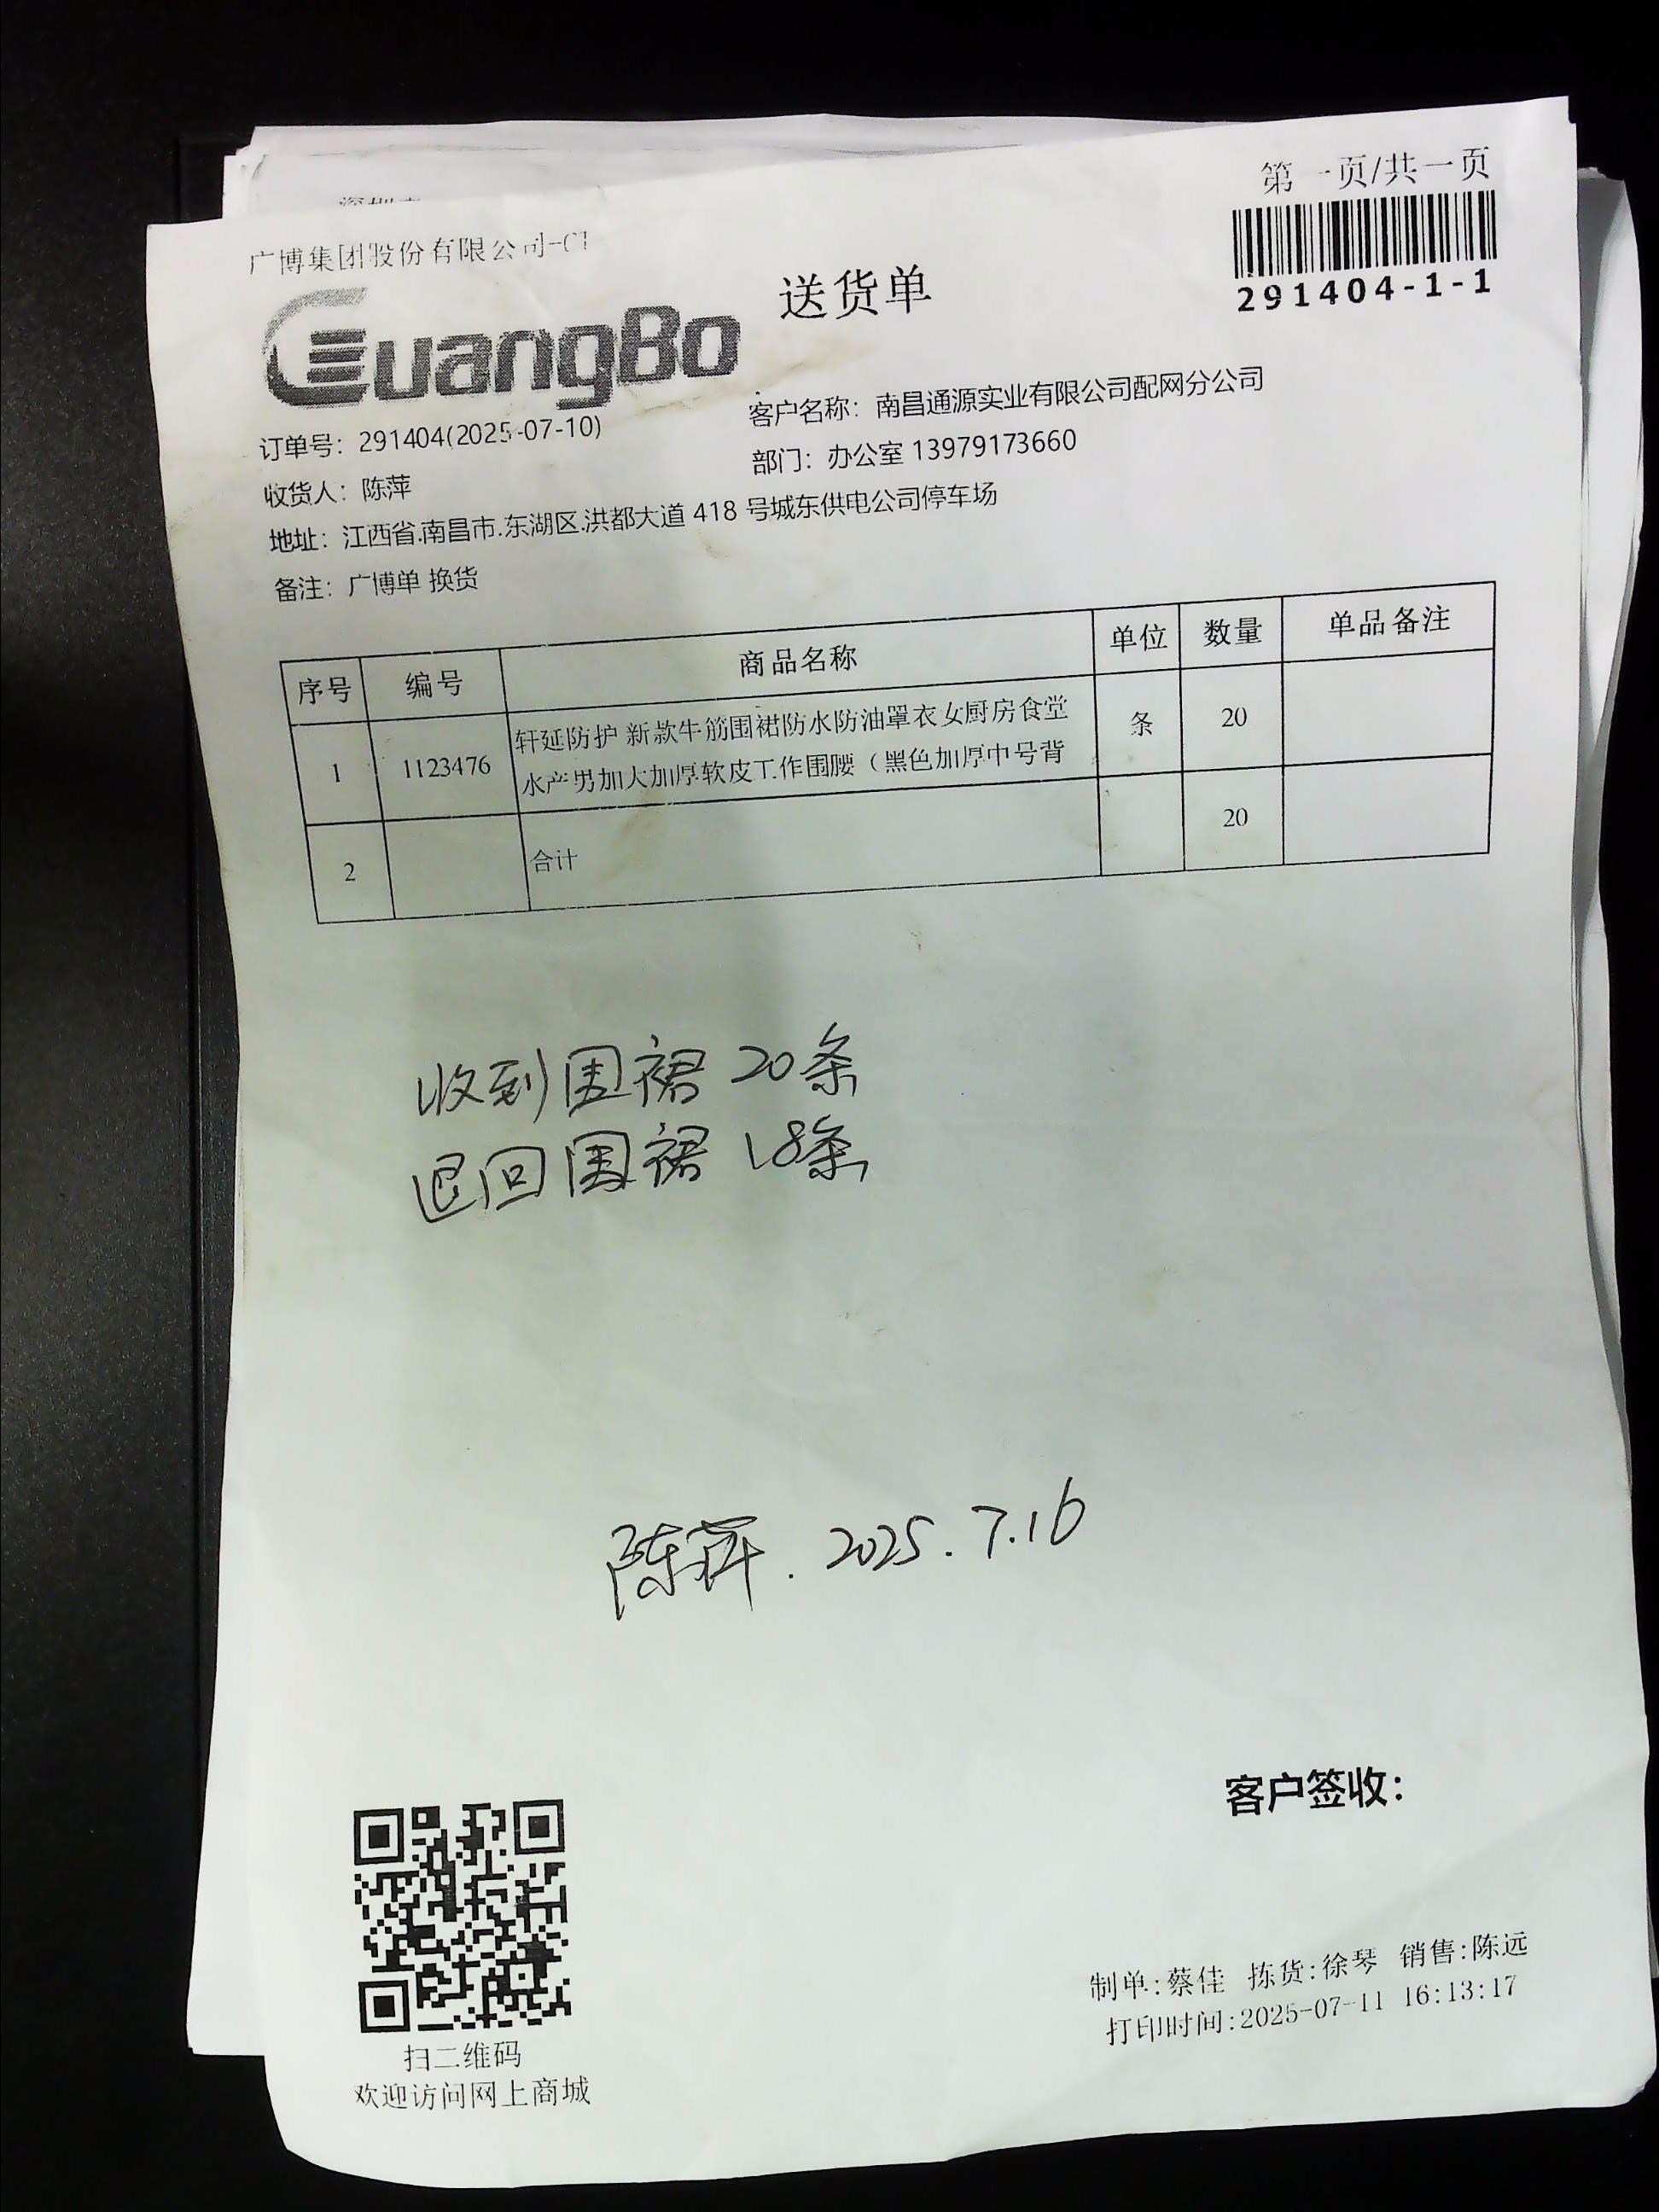 第一页/共一页
广博集团股份有限公司-CT
GuangBo
送货单
291404-1-1
订单号：291404(2025-07-10)
客户名称：南昌通源实业有限公司配网分公司
收货人：陈萍
部门：办公室 13979173660
地址：江西省.南昌市.东湖区.洪都大道 418 号城东供电公司停车场
备注：广博单 换货
序号 编号 商品名称 单位 数量 单品备注
1 1123476 轩延防护 新款牛筋围裙防水防油罩衣女厨房食堂 条 20
水产男加大加厚软皮工作围腰（黑色加厚中号背
2 合计 20
收到围裙 20条
退回围裙 18条
陈萍. 2025.7.16
客户签收：
制单:蔡佳 拣货:徐琴 销售:陈远
打印时间:2025-07-11 16:13:17
扫二维码
欢迎访问网上商城